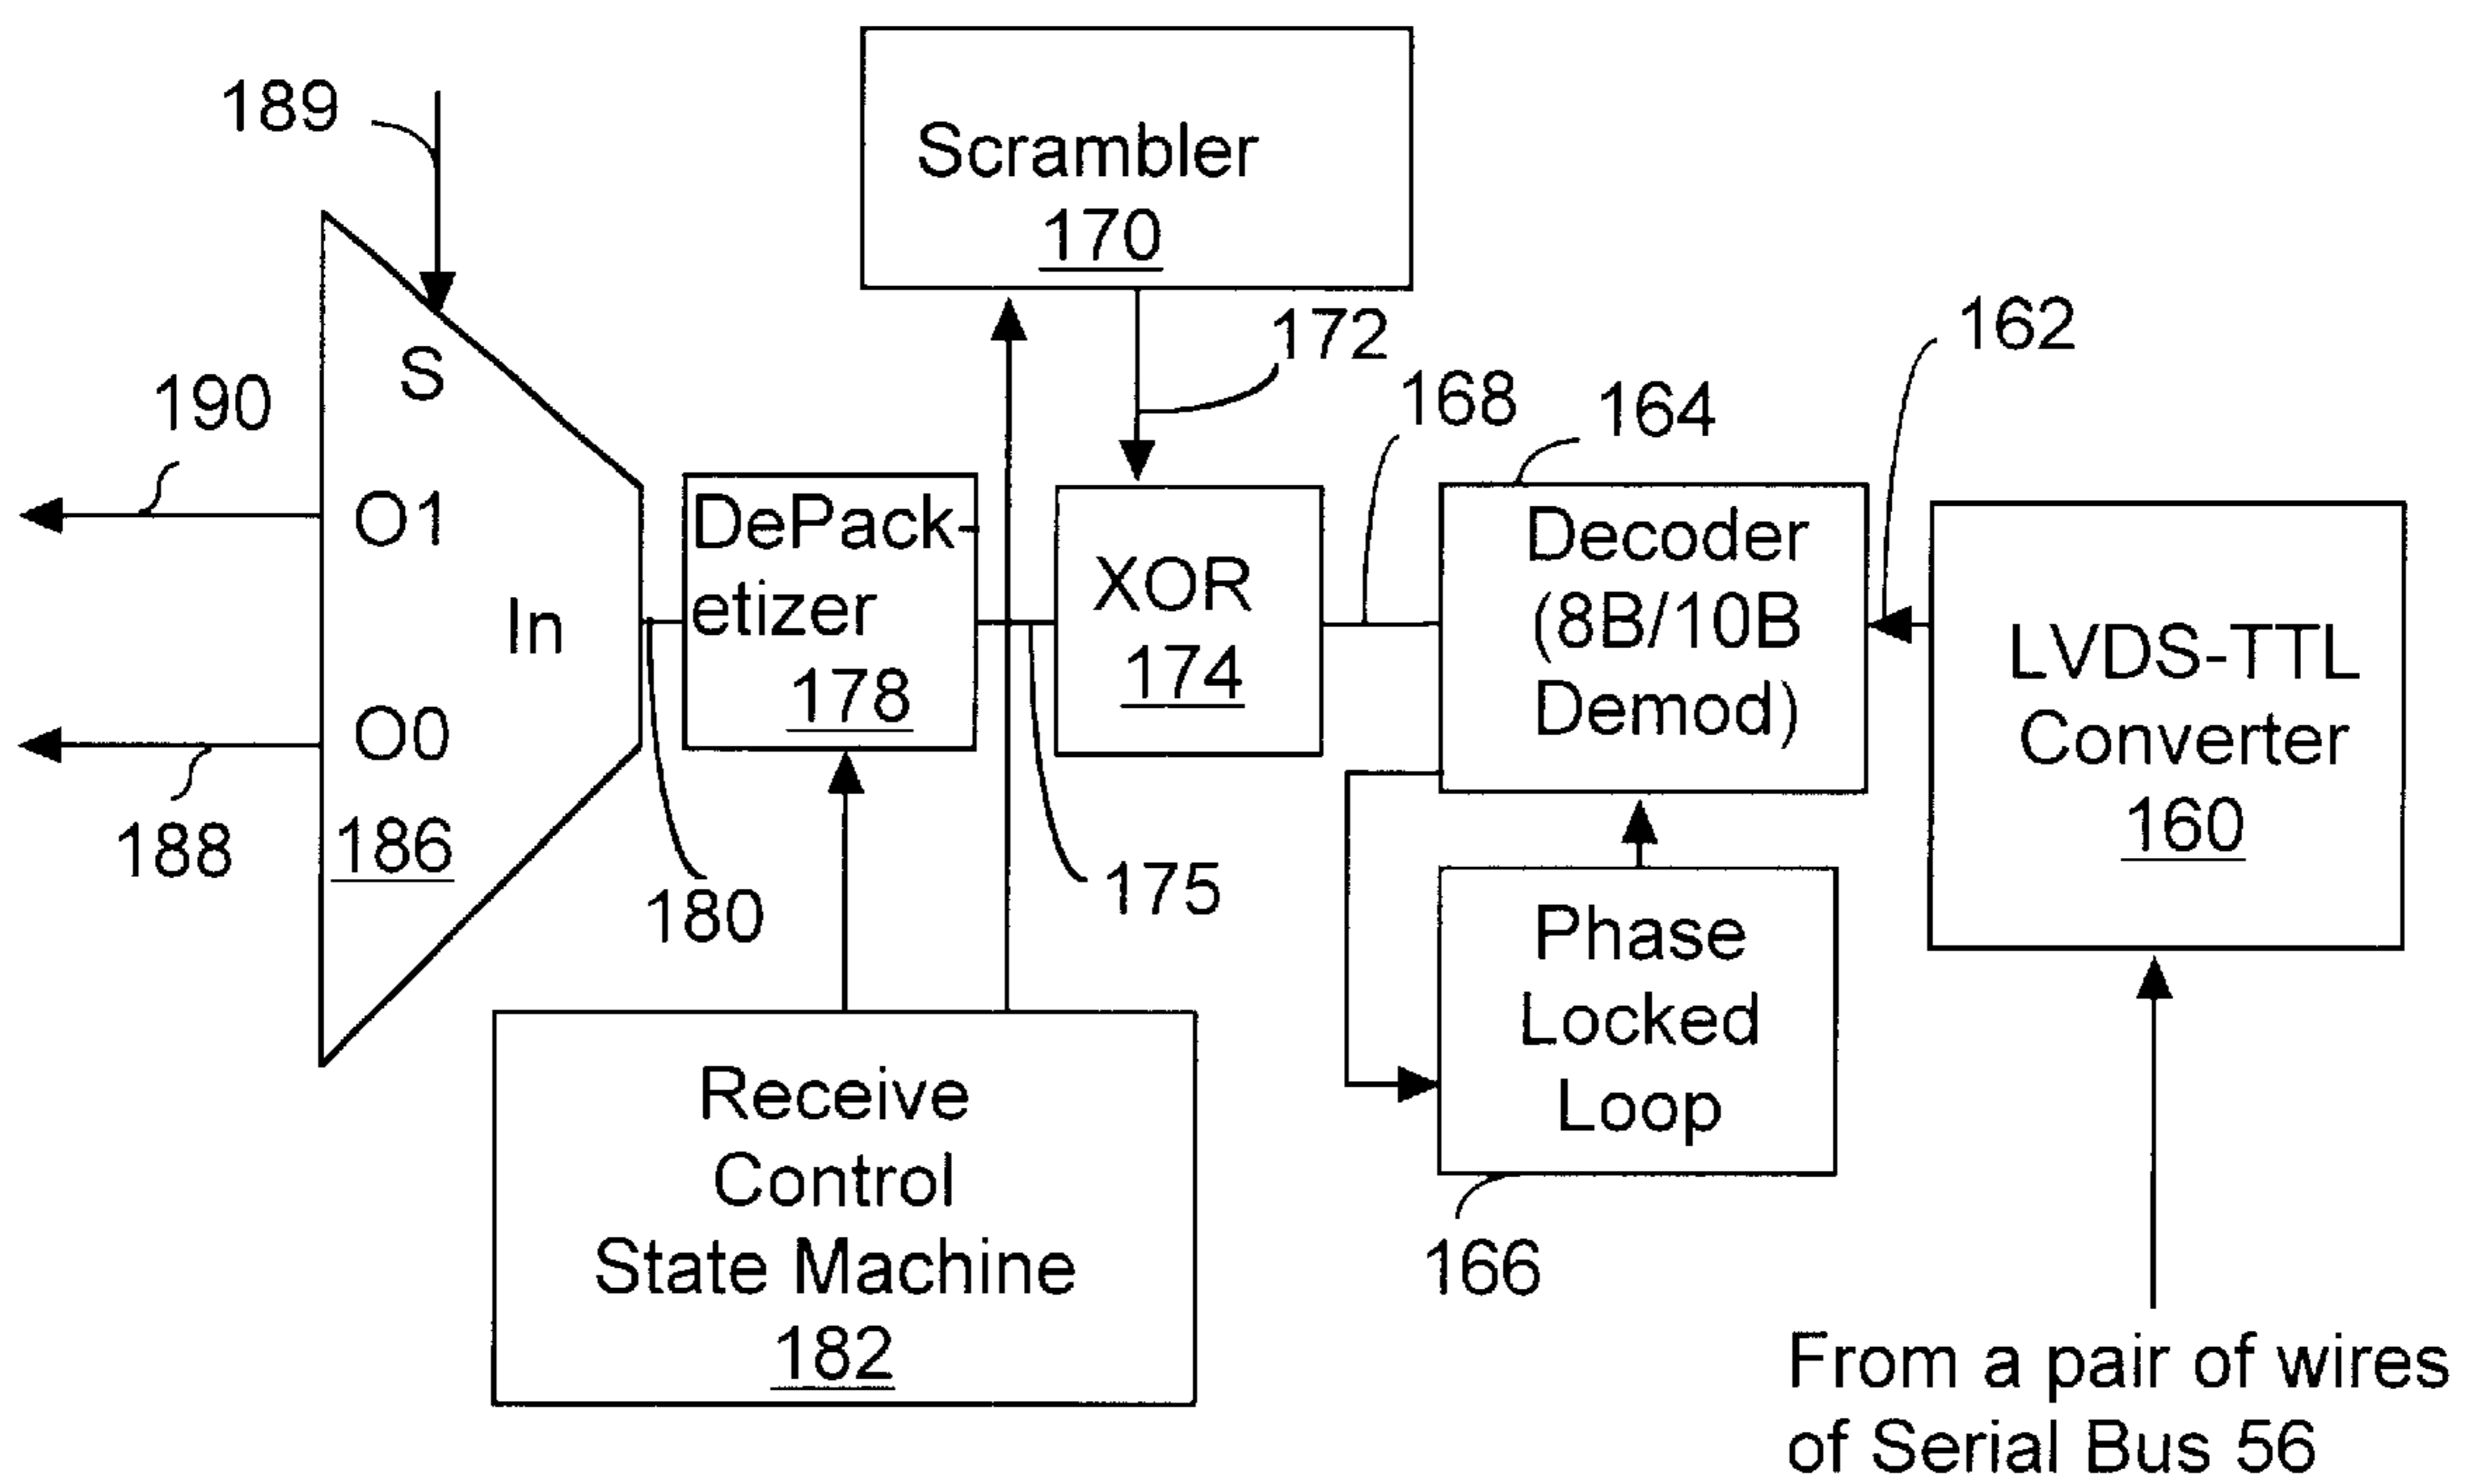 189
Scrambler
170
172
162
190
S
168
164
O1
In
DePack-
etizer
178
XOR
174
Decoder
(8B/10B
Demod)
LVDS-TTL
Converter
160
O0
188
186
180
175
Phase
Locked
Loop
166
Receive
Control
State Machine
182
From a pair of wires
of Serial Bus 56